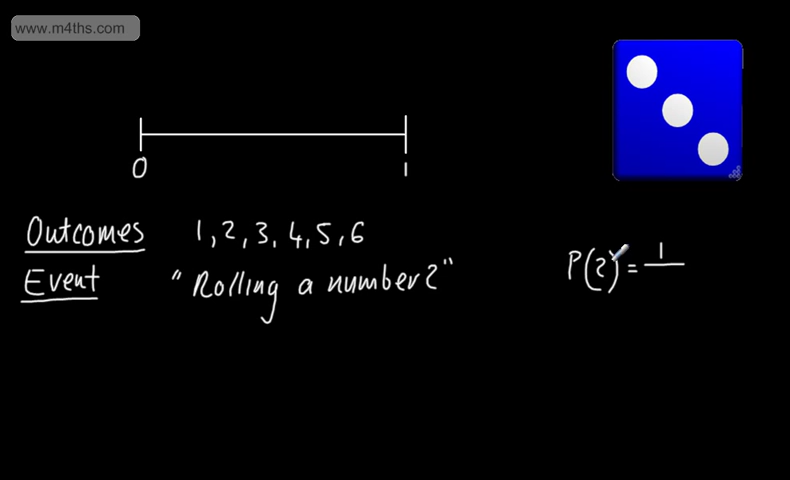 www.m4ths.com
0 1
Outcomes 1, 2, 3, 4, 5, 6
Event "Rolling a number 2"
P(2) = 1